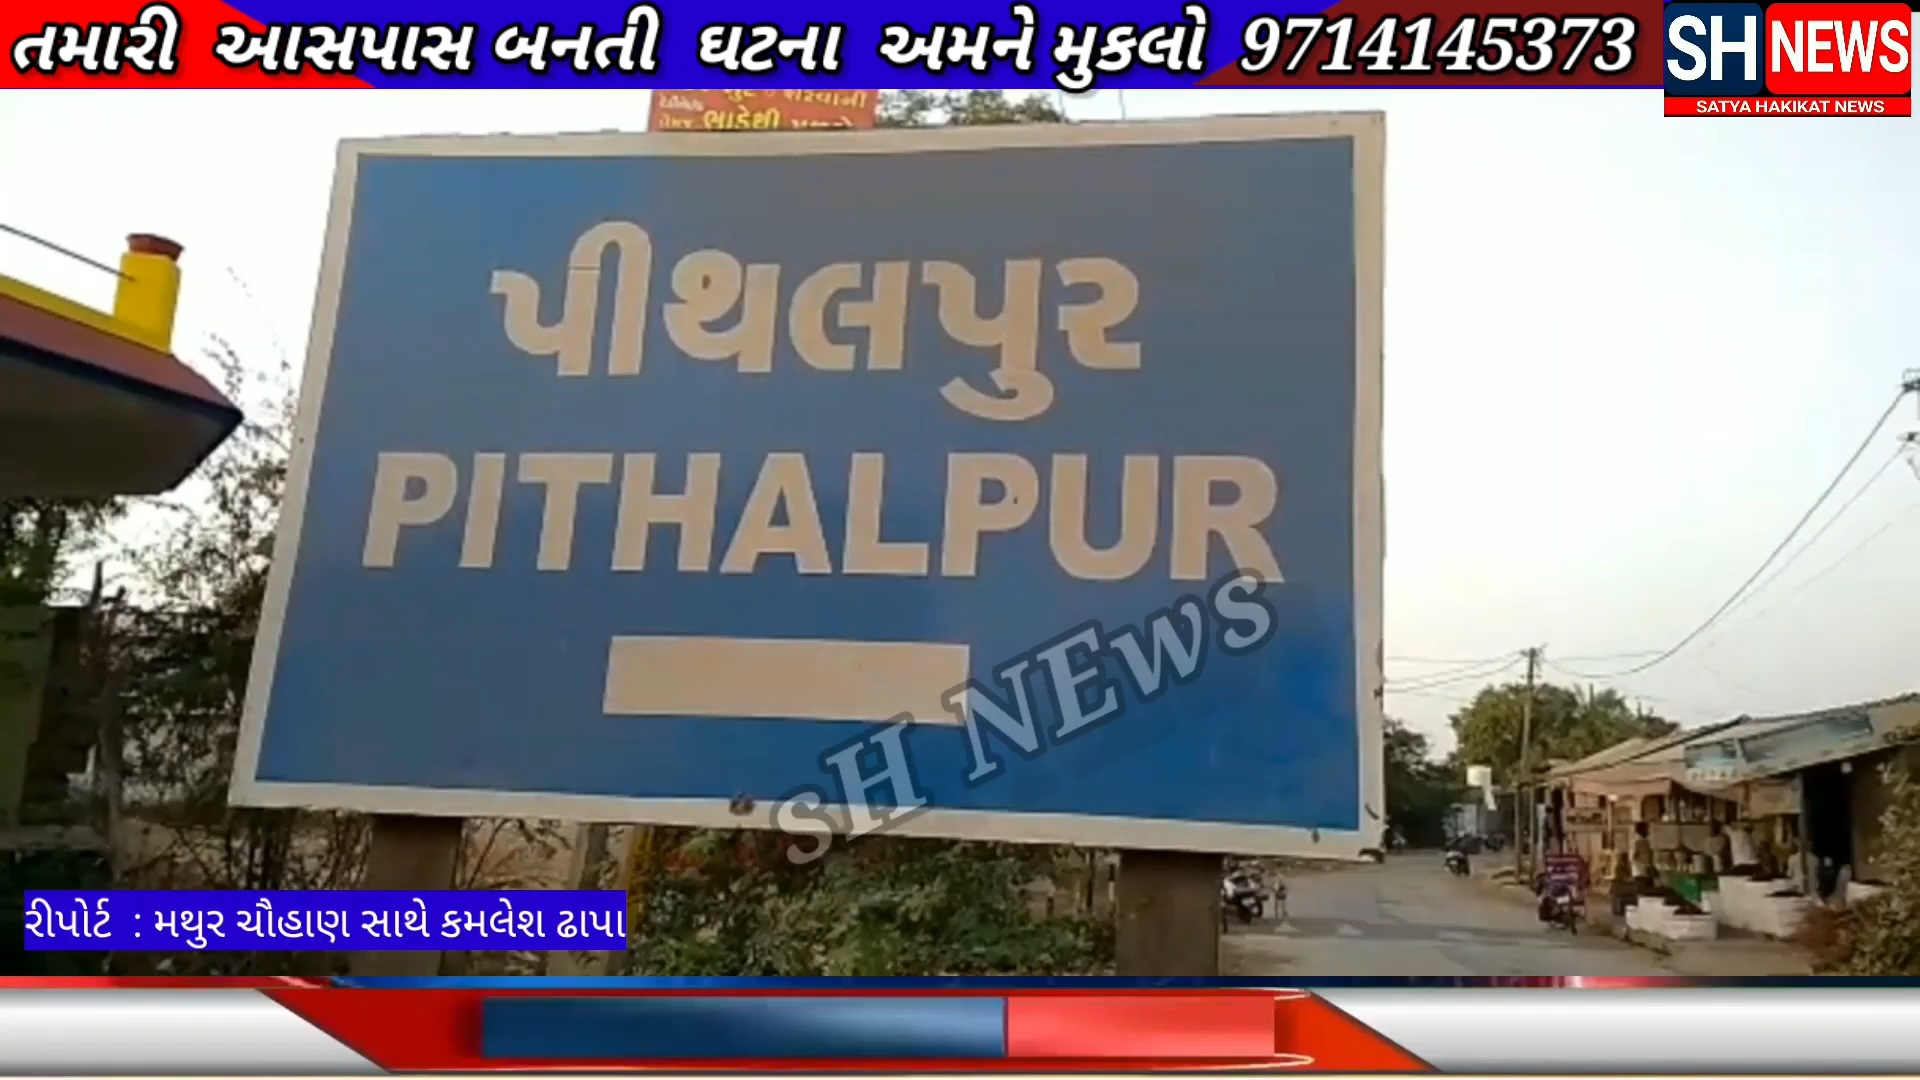 તમારી આસપાસ બનતી ઘટના અમને મુકલો 9714145373
SH NEWS
SATYA HAKIKAT NEWS
ભાડેથી
પીથલપુર
PITHALPUR
SH NEws
રીપોર્ટ : મથુર ચૌહાણ સાથે કમલેશ ઢાપા